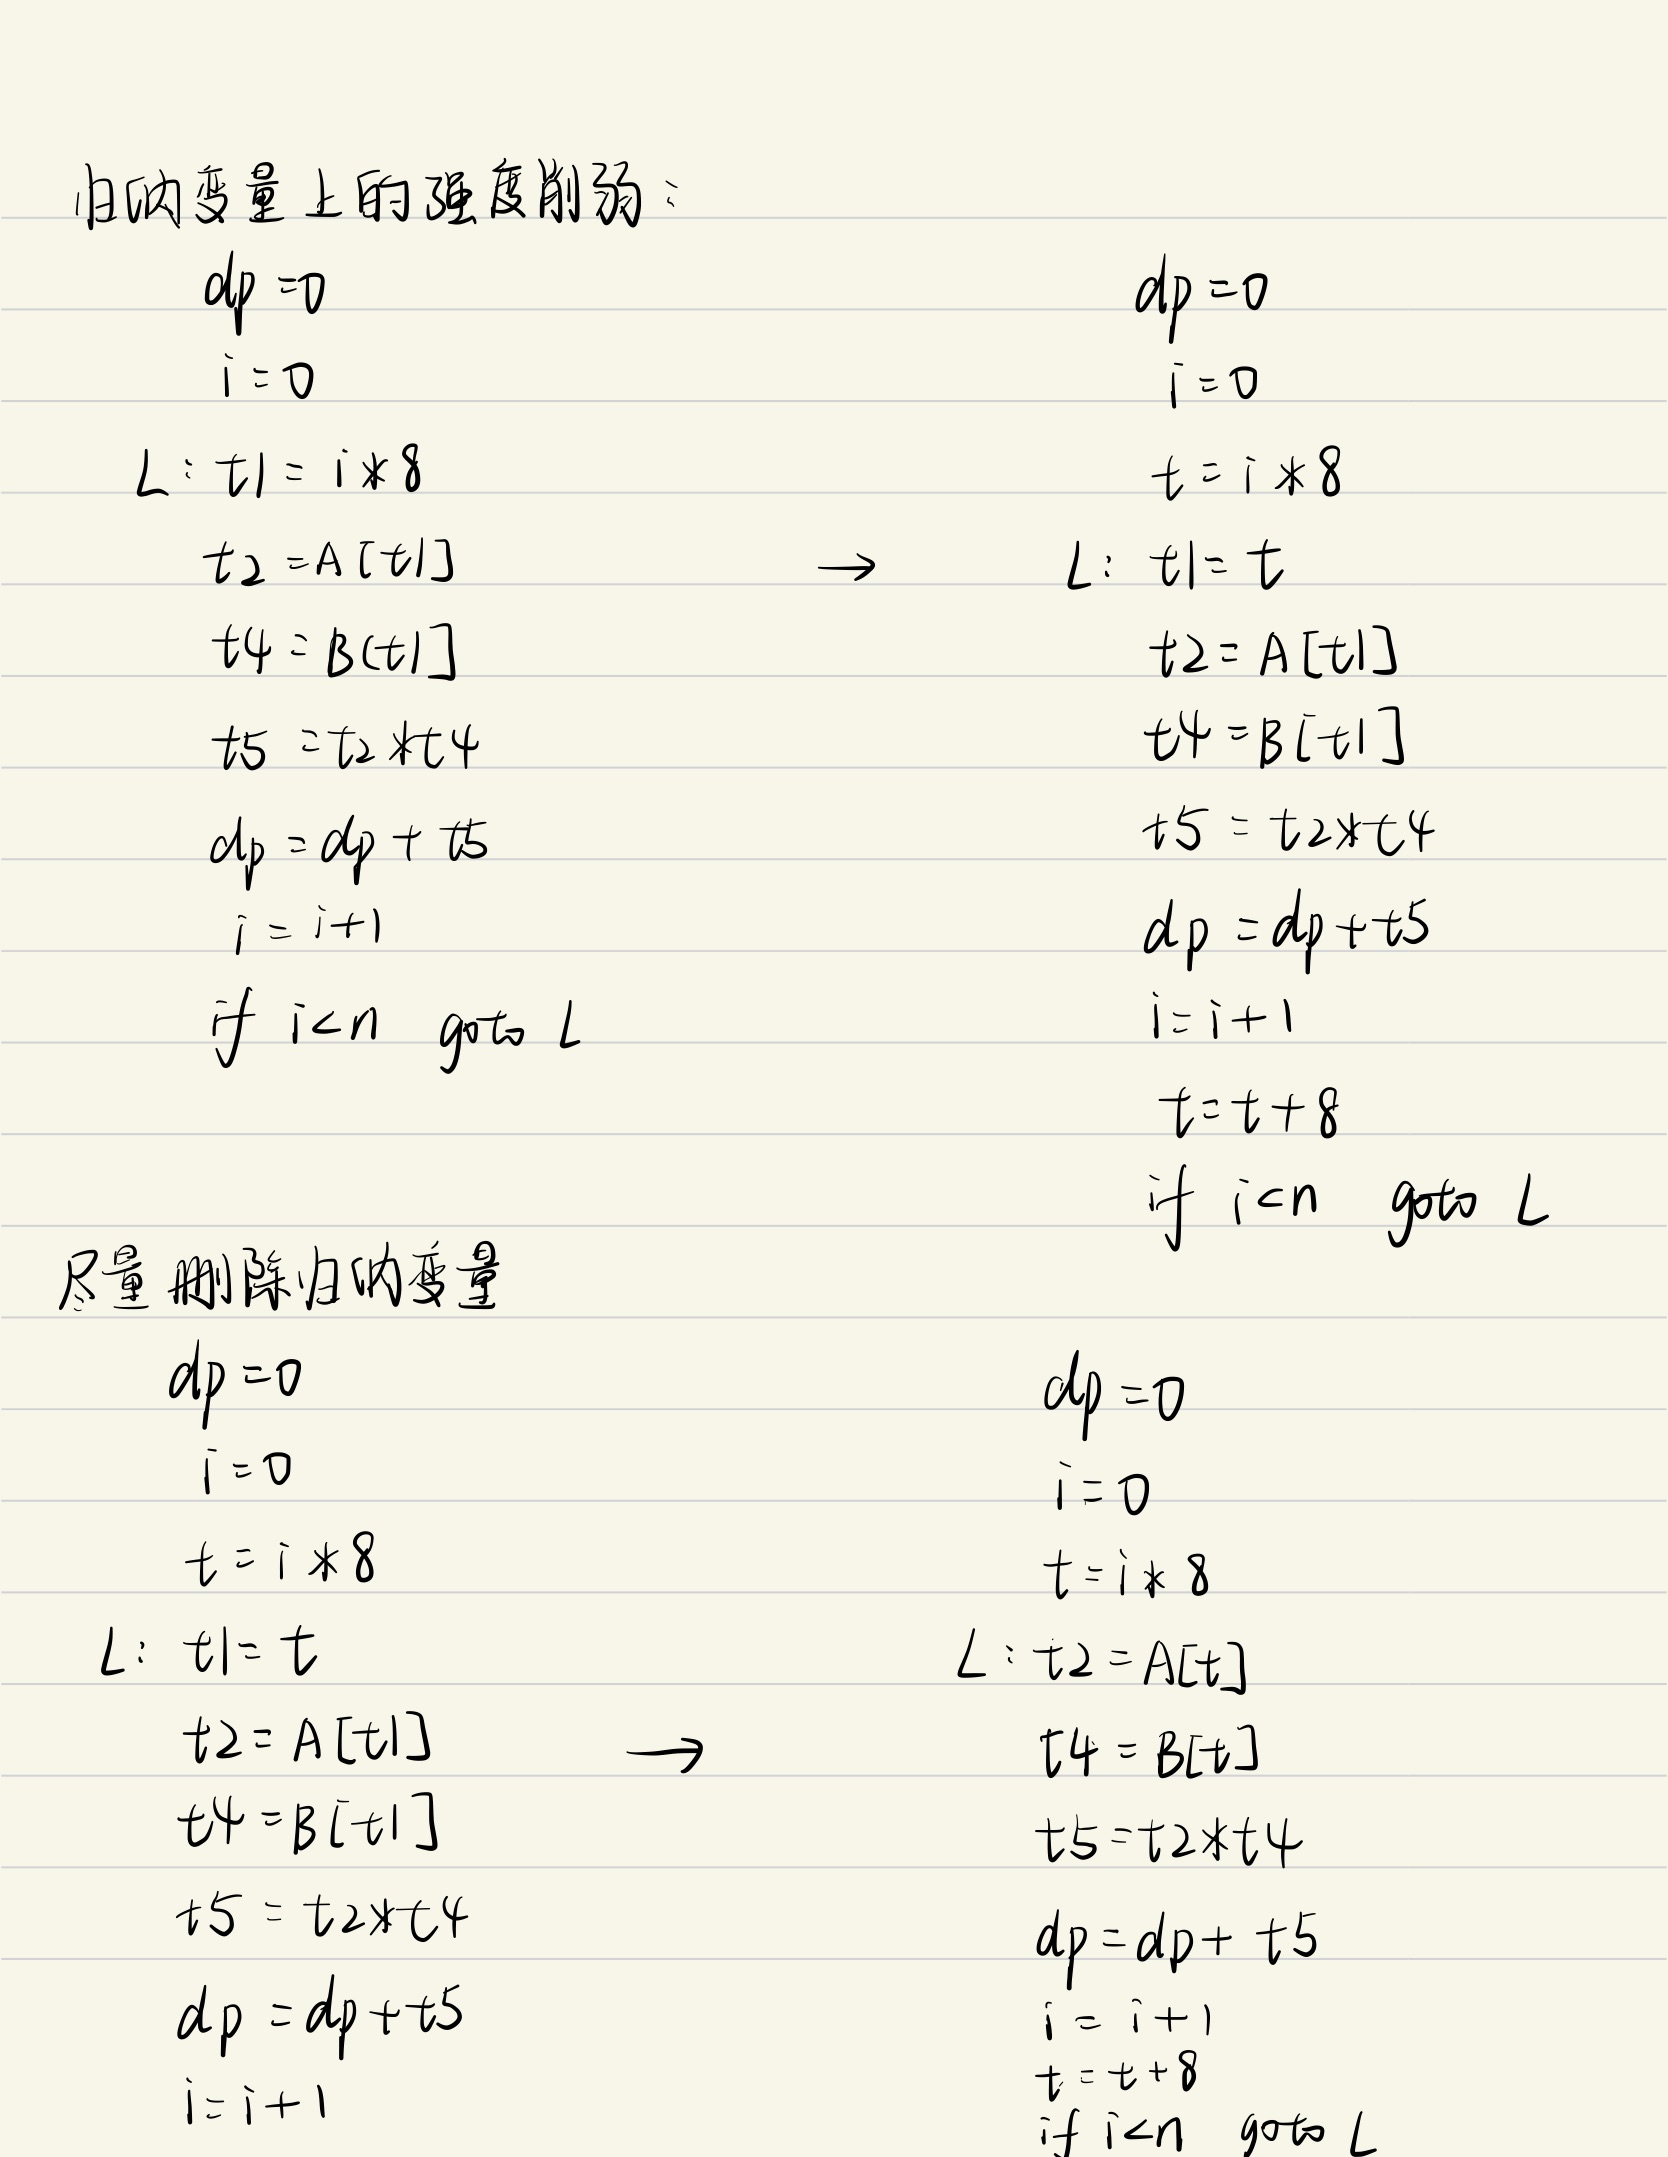 归纳变量上的强度削弱：
dp=0
i=0
L: t1= i*8
t2=A[t1]
t4=B(t1]
t5=t2*t4
dp=dp+t5
i=i+1
if i<n goto L
→
dp=0
i=0
t=i*8
L: t1=t
t2=A[t1]
t4=B[t1]
t5=t2*t4
dp=dp+t5
i=i+1
t=t+8
if i<n goto L
尽量删除归纳变量
dp=0
i=0
t=i*8
L: t1=t
t2=A[t1]
t4=B[t1]
t5=t2*t4
dp=dp+t5
i=i+1
→
dp=0
i=0
t=i*8
L: t2=A[t]
t4=B[t]
t5=t2*t4
dp=dp+t5
i=i+1
t=t+8
if i<n goto L